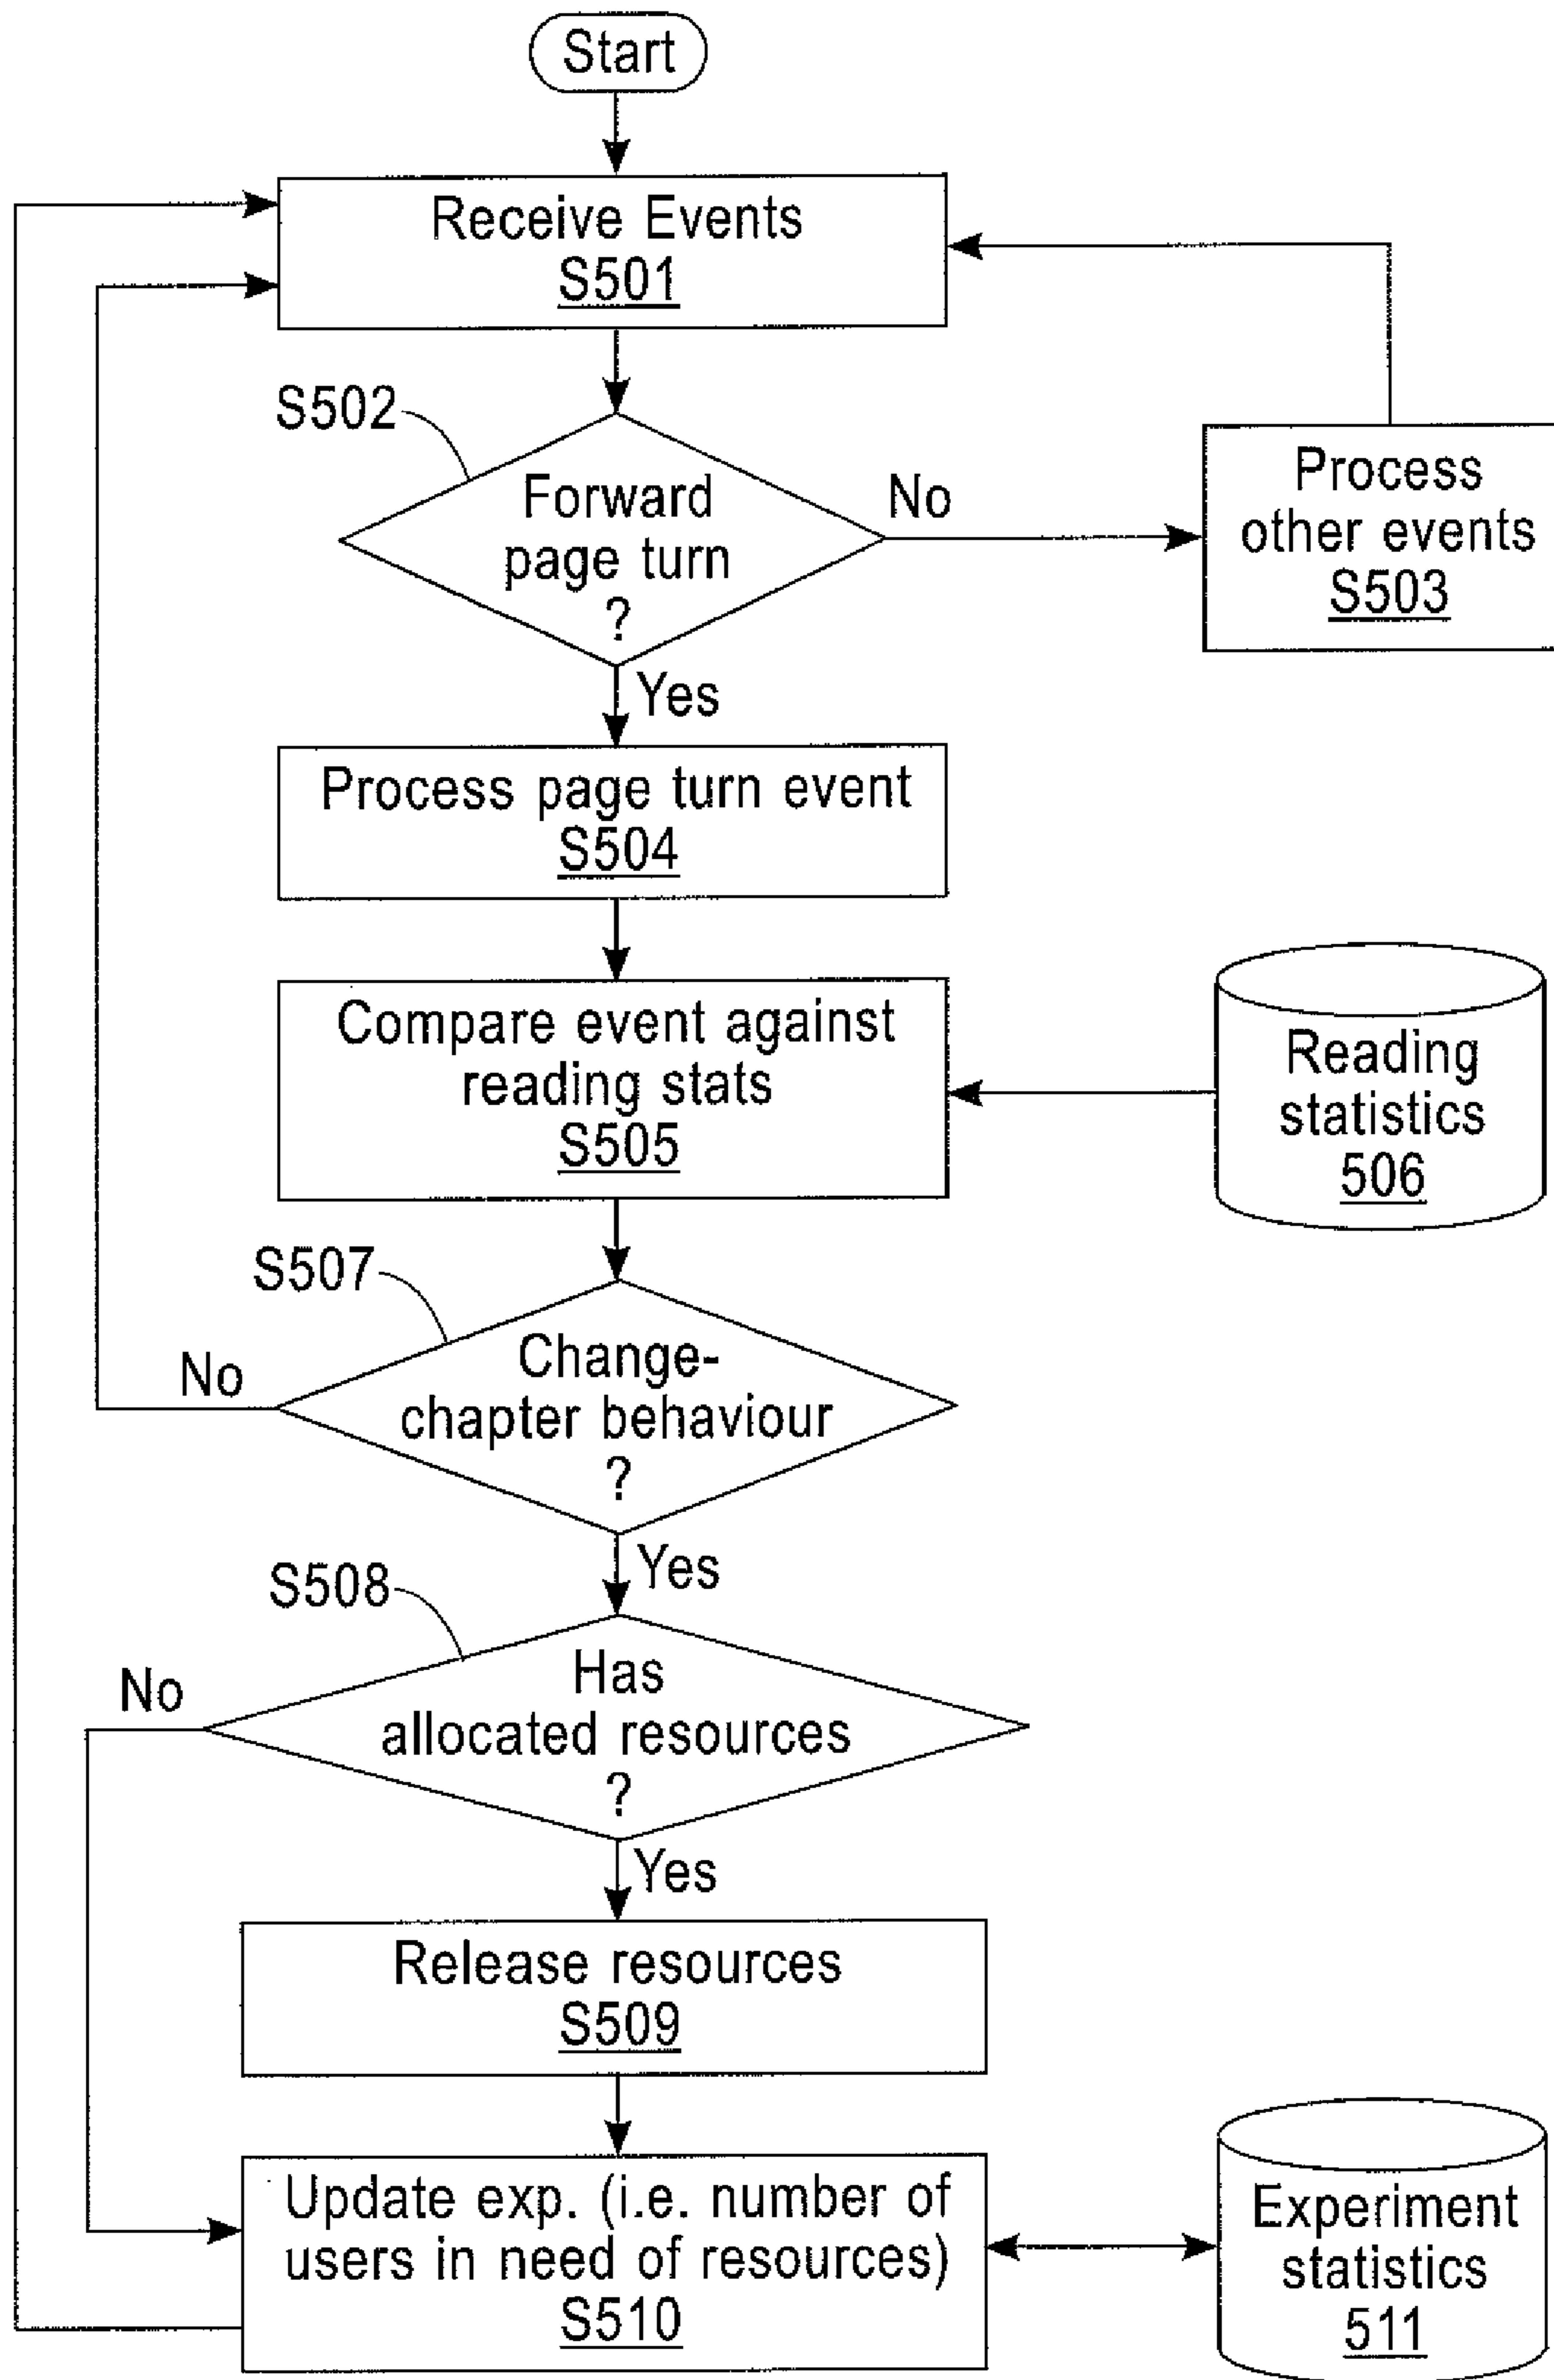 Start
Receive Events
S501
S502
Forward
page turn
?
No
Process
other events
S503
Yes
Process page turn event
S504
Compare event against
reading stats
S505
Reading
statistics
506
S507
Change-
chapter behaviour
?
No
Yes
S508
Has
allocated resources
?
No
Yes
Release resources
S509
Update exp. (i.e. number of
users in need of resources)
S510
Experiment
statistics
511